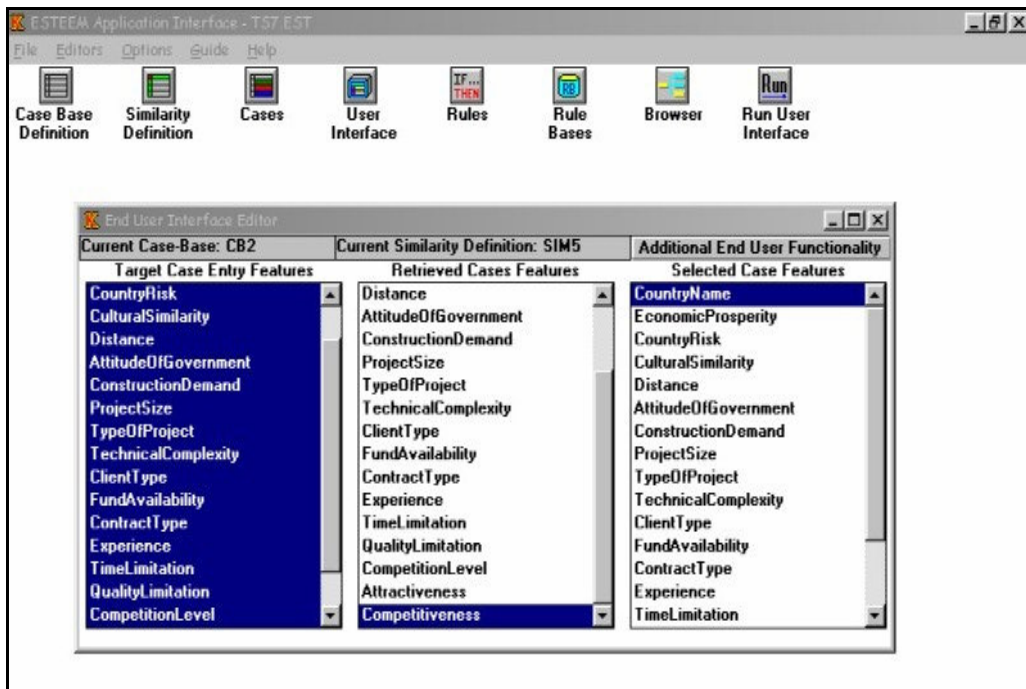 ESTEEM Application Interface - TS7.EST
File Editors Options Guide Help
IF...
THEN
RB
Run
Case Base Definition
Similarity Definition
Cases
User Interface
Rules
Rule Bases
Browser
Run User Interface
End User Interface Editor
Current Case-Base: CB2
Current Similarity Definition: SIM5
Additional End User Functionality
Target Case Entry Features
CountryRisk
CulturalSimilarity
Distance
AttitudeOfGovernment
ConstructionDemand
ProjectSize
TypeOfProject
TechnicalComplexity
ClientType
FundAvailability
ContractType
Experience
TimeLimitation
QualityLimitation
CompetitionLevel
Retrieved Cases Features
Distance
AttitudeOfGovernment
ConstructionDemand
ProjectSize
TypeOfProject
TechnicalComplexity
ClientType
FundAvailability
ContractType
Experience
TimeLimitation
QualityLimitation
CompetitionLevel
Attractiveness
Competitiveness
Selected Case Features
CountryName
EconomicProsperity
CountryRisk
CulturalSimilarity
Distance
AttitudeOfGovernment
ConstructionDemand
ProjectSize
TypeOfProject
TechnicalComplexity
ClientType
FundAvailability
ContractType
Experience
TimeLimitation